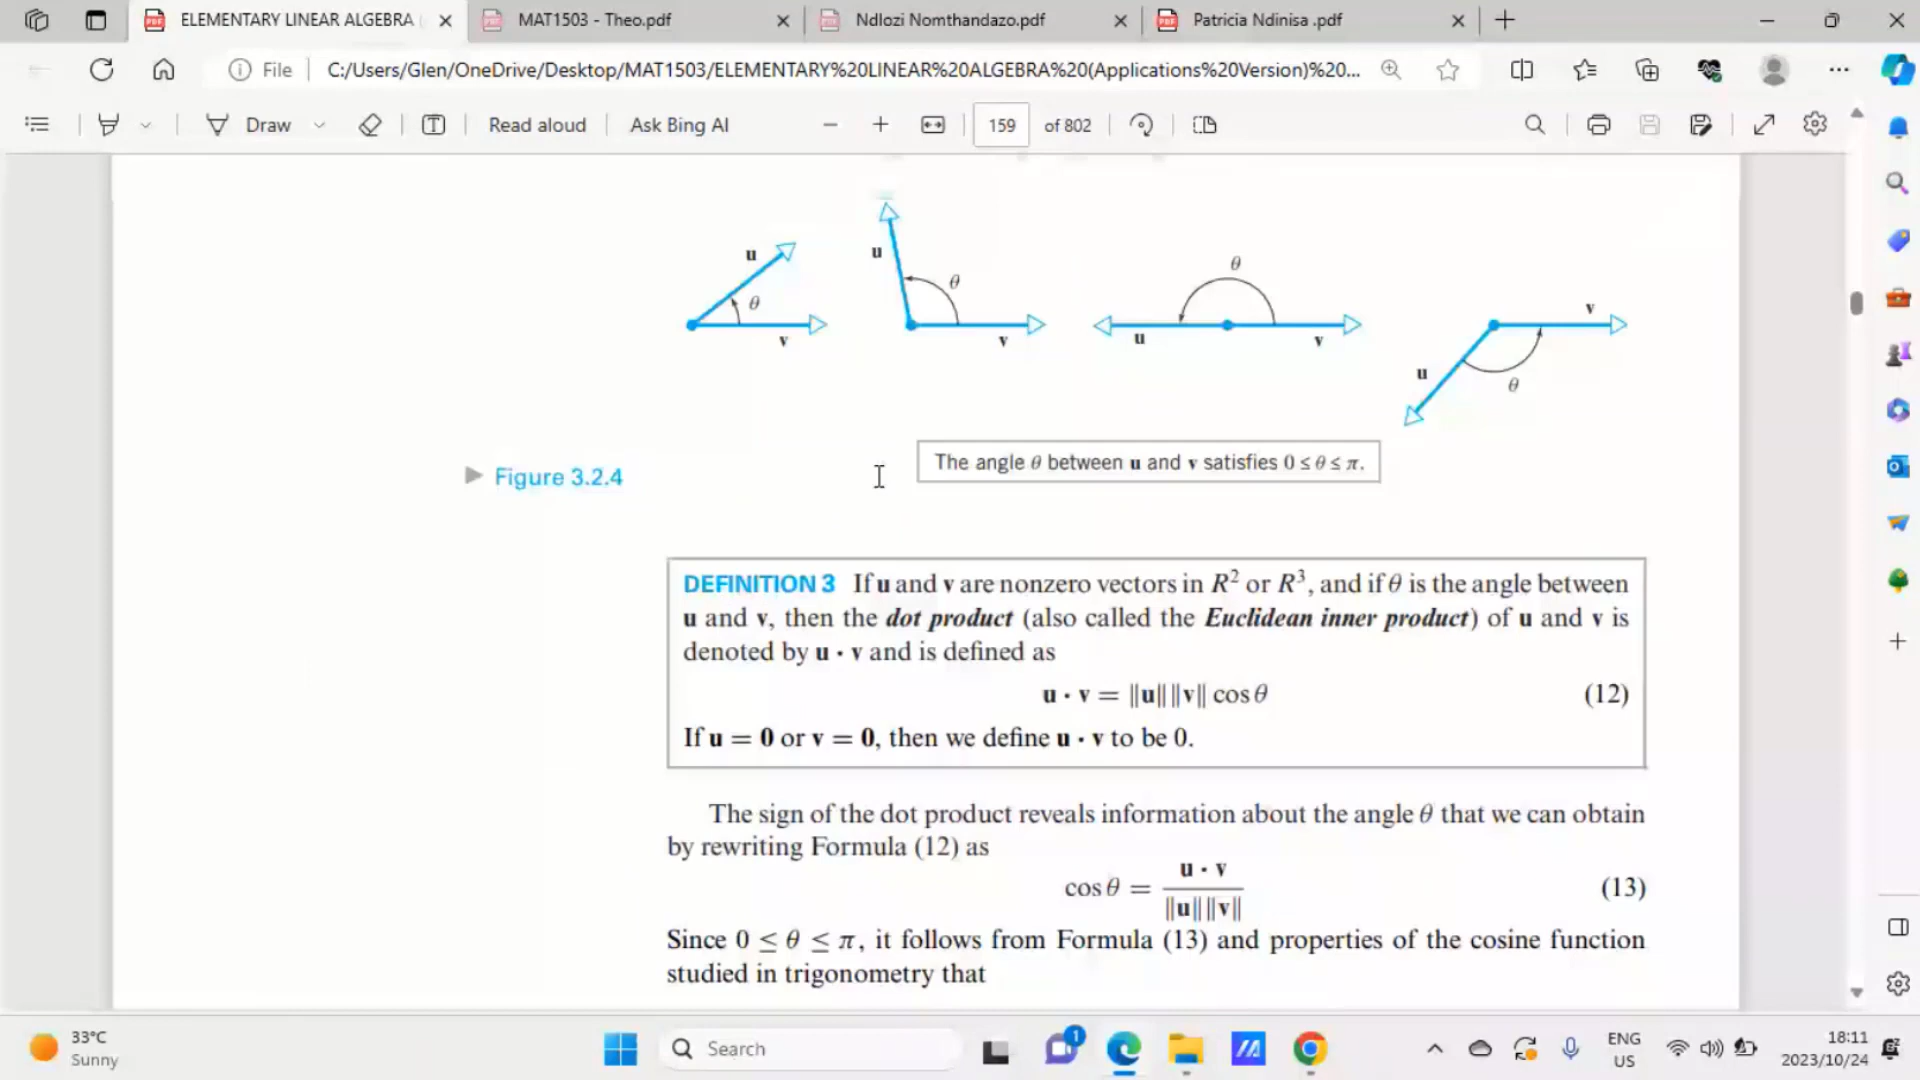 ELEMENTARY LINEAR ALGEBRA (
MAT1503 - Theo.pdf
Ndlozi Nomthandazo.pdf
Patricia Ndinisa .pdf
File
C:/Users/Glen/OneDrive/Desktop/MAT1503/ELEMENTARY%20LINEAR%20ALGEBRA%20(Applications%20Version)%20...
Draw
Read aloud
Ask Bing AI
159 of 802
u θ v
u θ v
θ u v
v u θ
The angle θ between u and v satisfies 0 ≤ θ ≤ π.
Figure 3.2.4
DEFINITION 3 If u and v are nonzero vectors in R² or R³, and if θ is the angle between
u and v, then the dot product (also called the Euclidean inner product) of u and v is
denoted by u · v and is defined as
u · v = ||u|| ||v|| cos θ (12)
If u = 0 or v = 0, then we define u · v to be 0.
The sign of the dot product reveals information about the angle θ that we can obtain
by rewriting Formula (12) as
cos θ = u · v / ||u|| ||v|| (13)
Since 0 ≤ θ ≤ π, it follows from Formula (13) and properties of the cosine function
studied in trigonometry that
33°C
Sunny
Search
1
ENG
US
18:11
2023/10/24